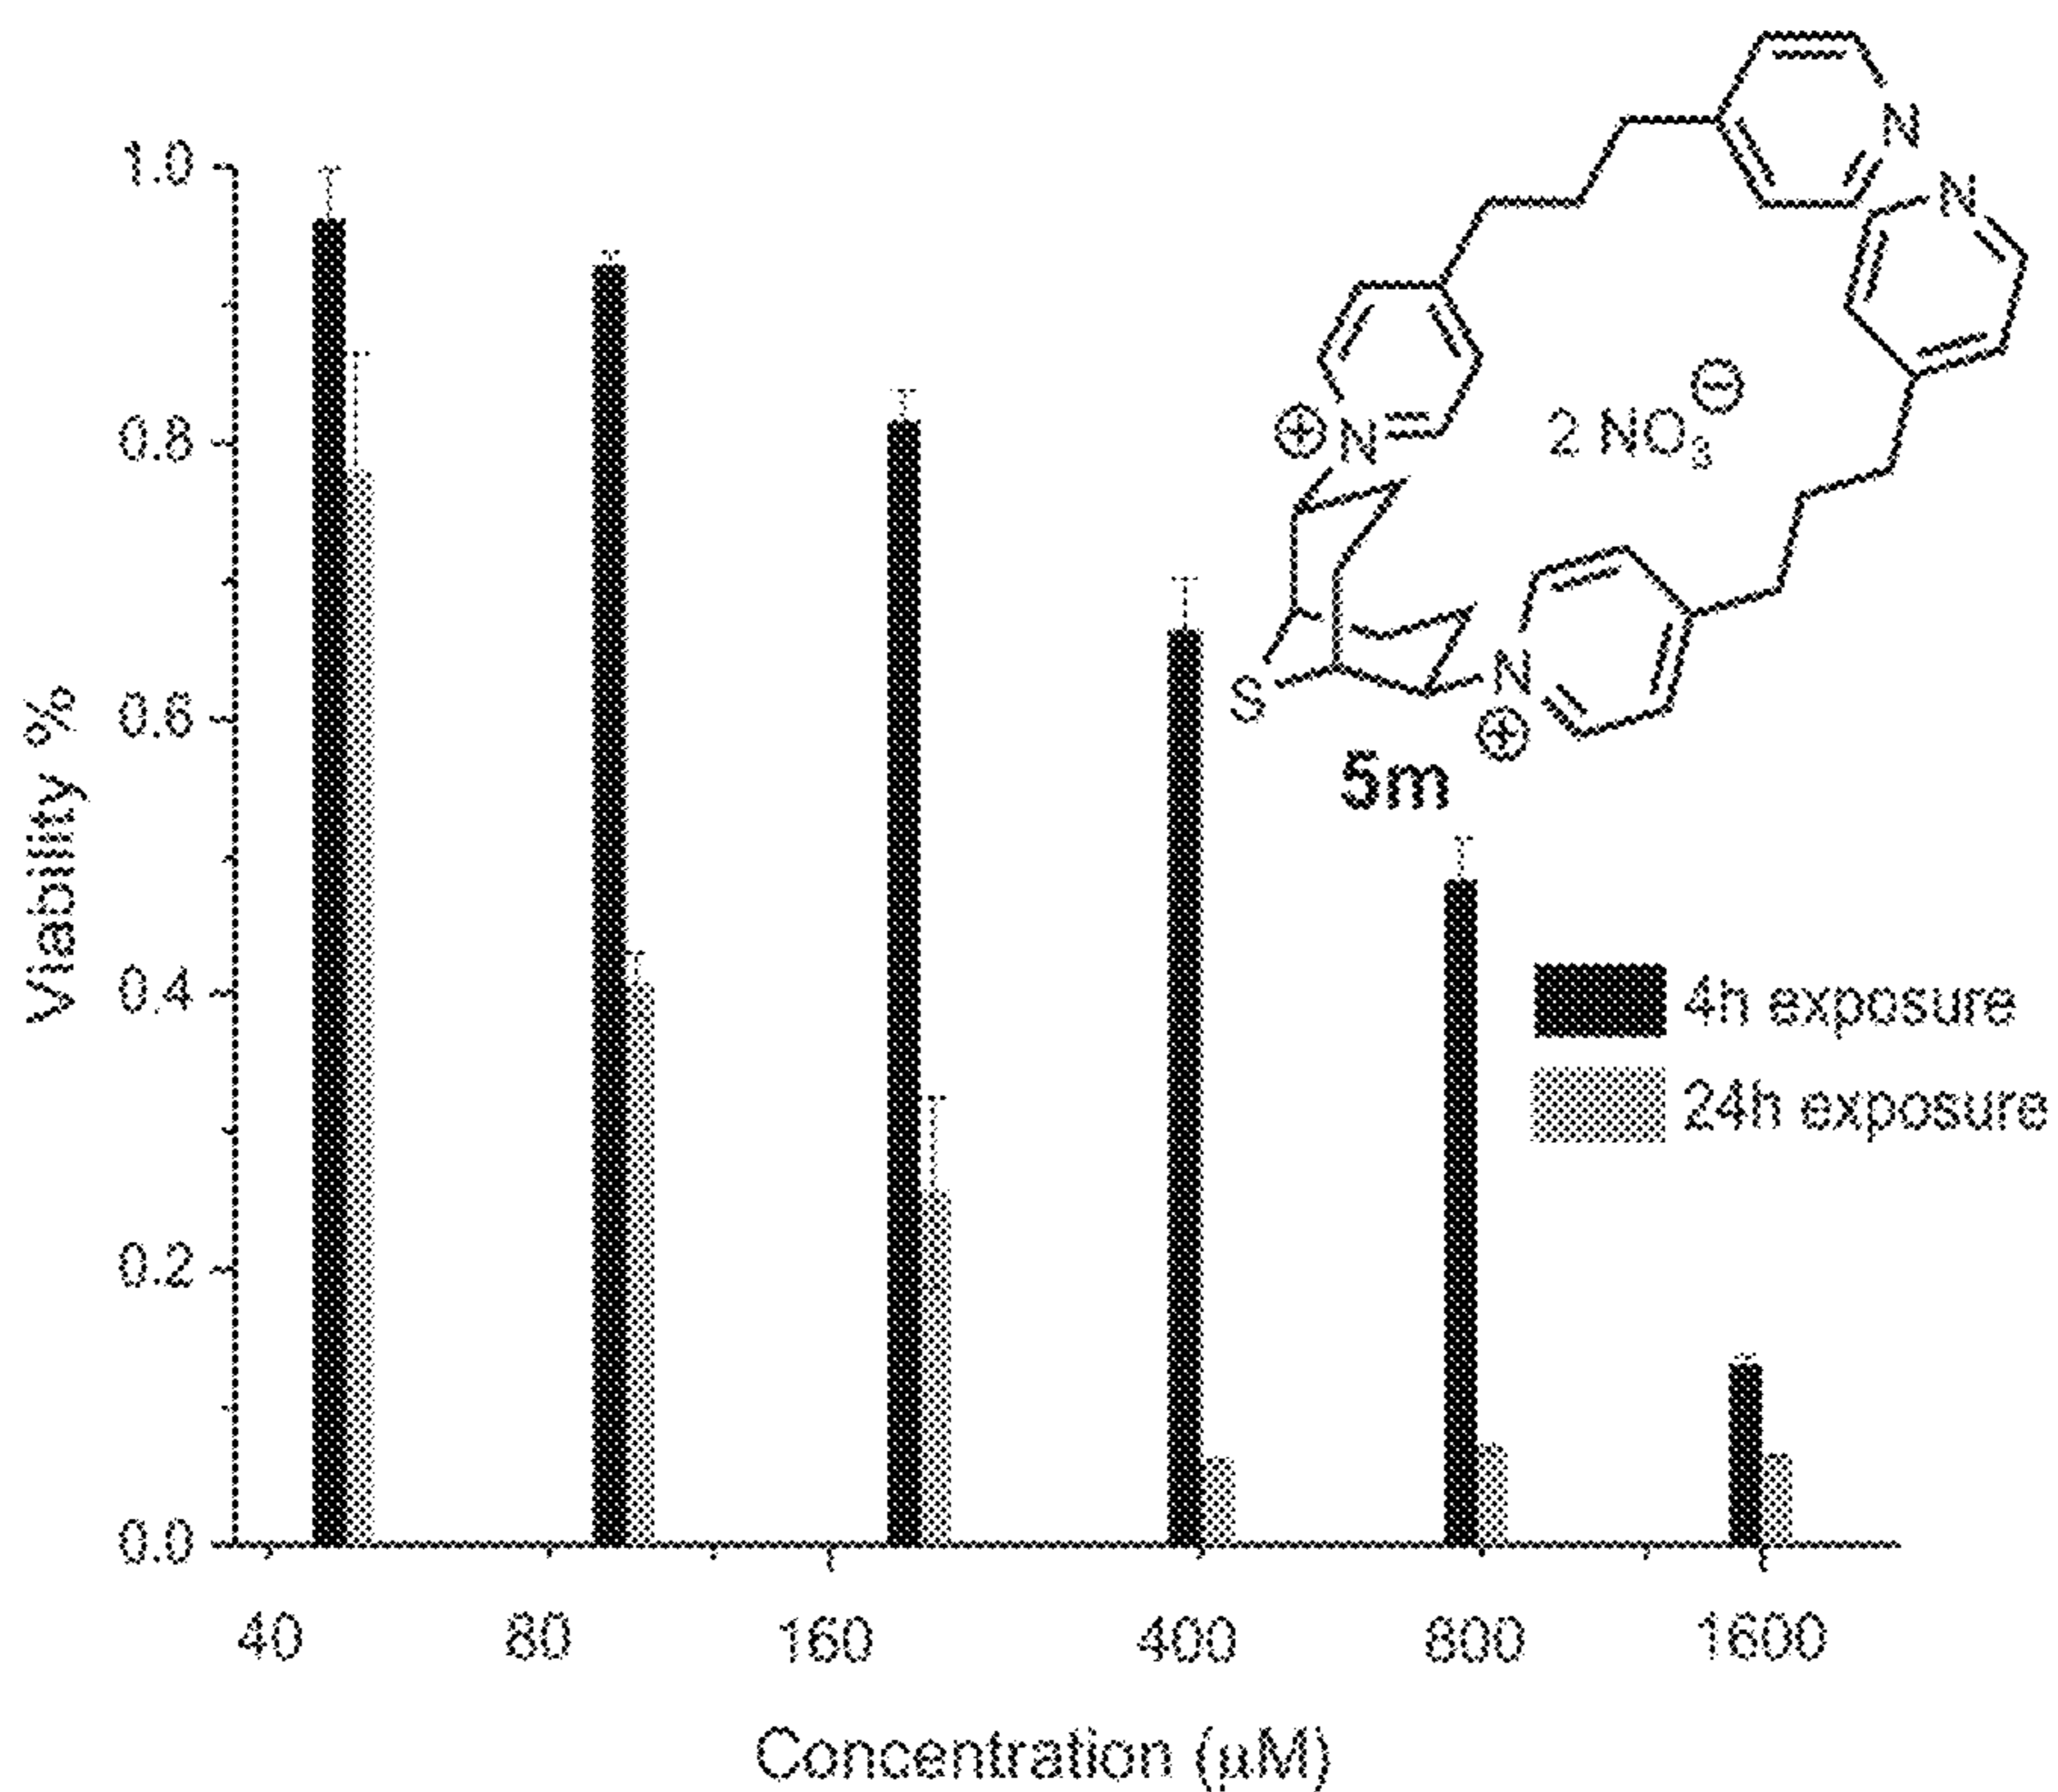 1.0
0.8
0.6
0.4
0.2
0.0
Viability %
40
80
160
400
800
1600
Concentration (µM)
N
N
⊕ N
2 NO3 ⊖
S
N
⊕
5m
4h exposure
24h exposure